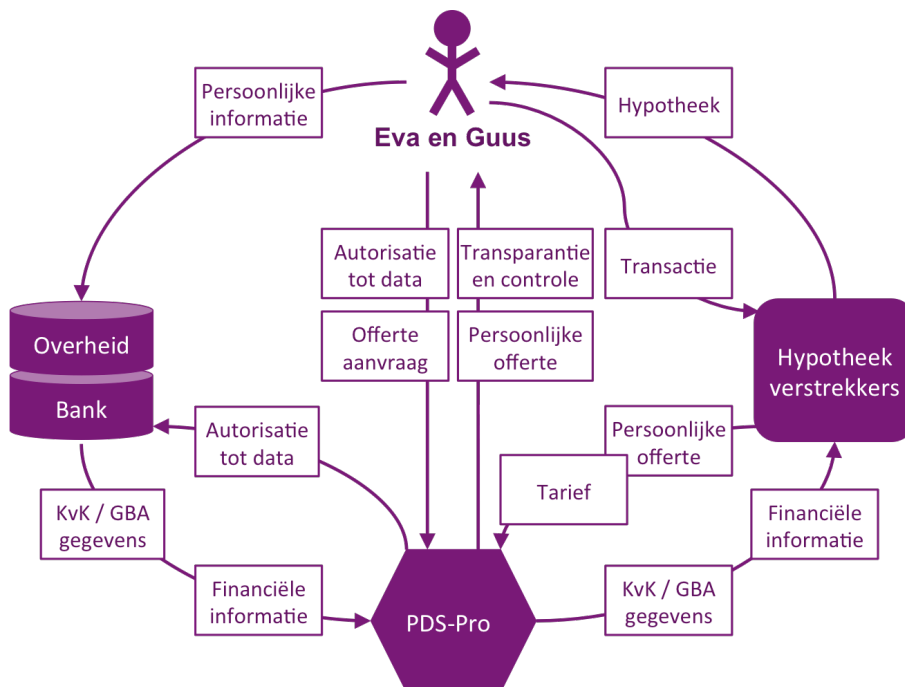 Persoonlijke
informatie
Hypotheek
Eva en Guus
Autorisatie
tot data
Transparantie
en controle
Transactie
Offerte
aanvraag
Persoonlijke
offerte
Overheid
Bank
Hypotheek
verstrekkers
Autorisatie
tot data
Persoonlijke
offerte
Tarief
KvK / GBA
gegevens
Financiële
informatie
Financiële
informatie
KvK / GBA
gegevens
PDS-Pro